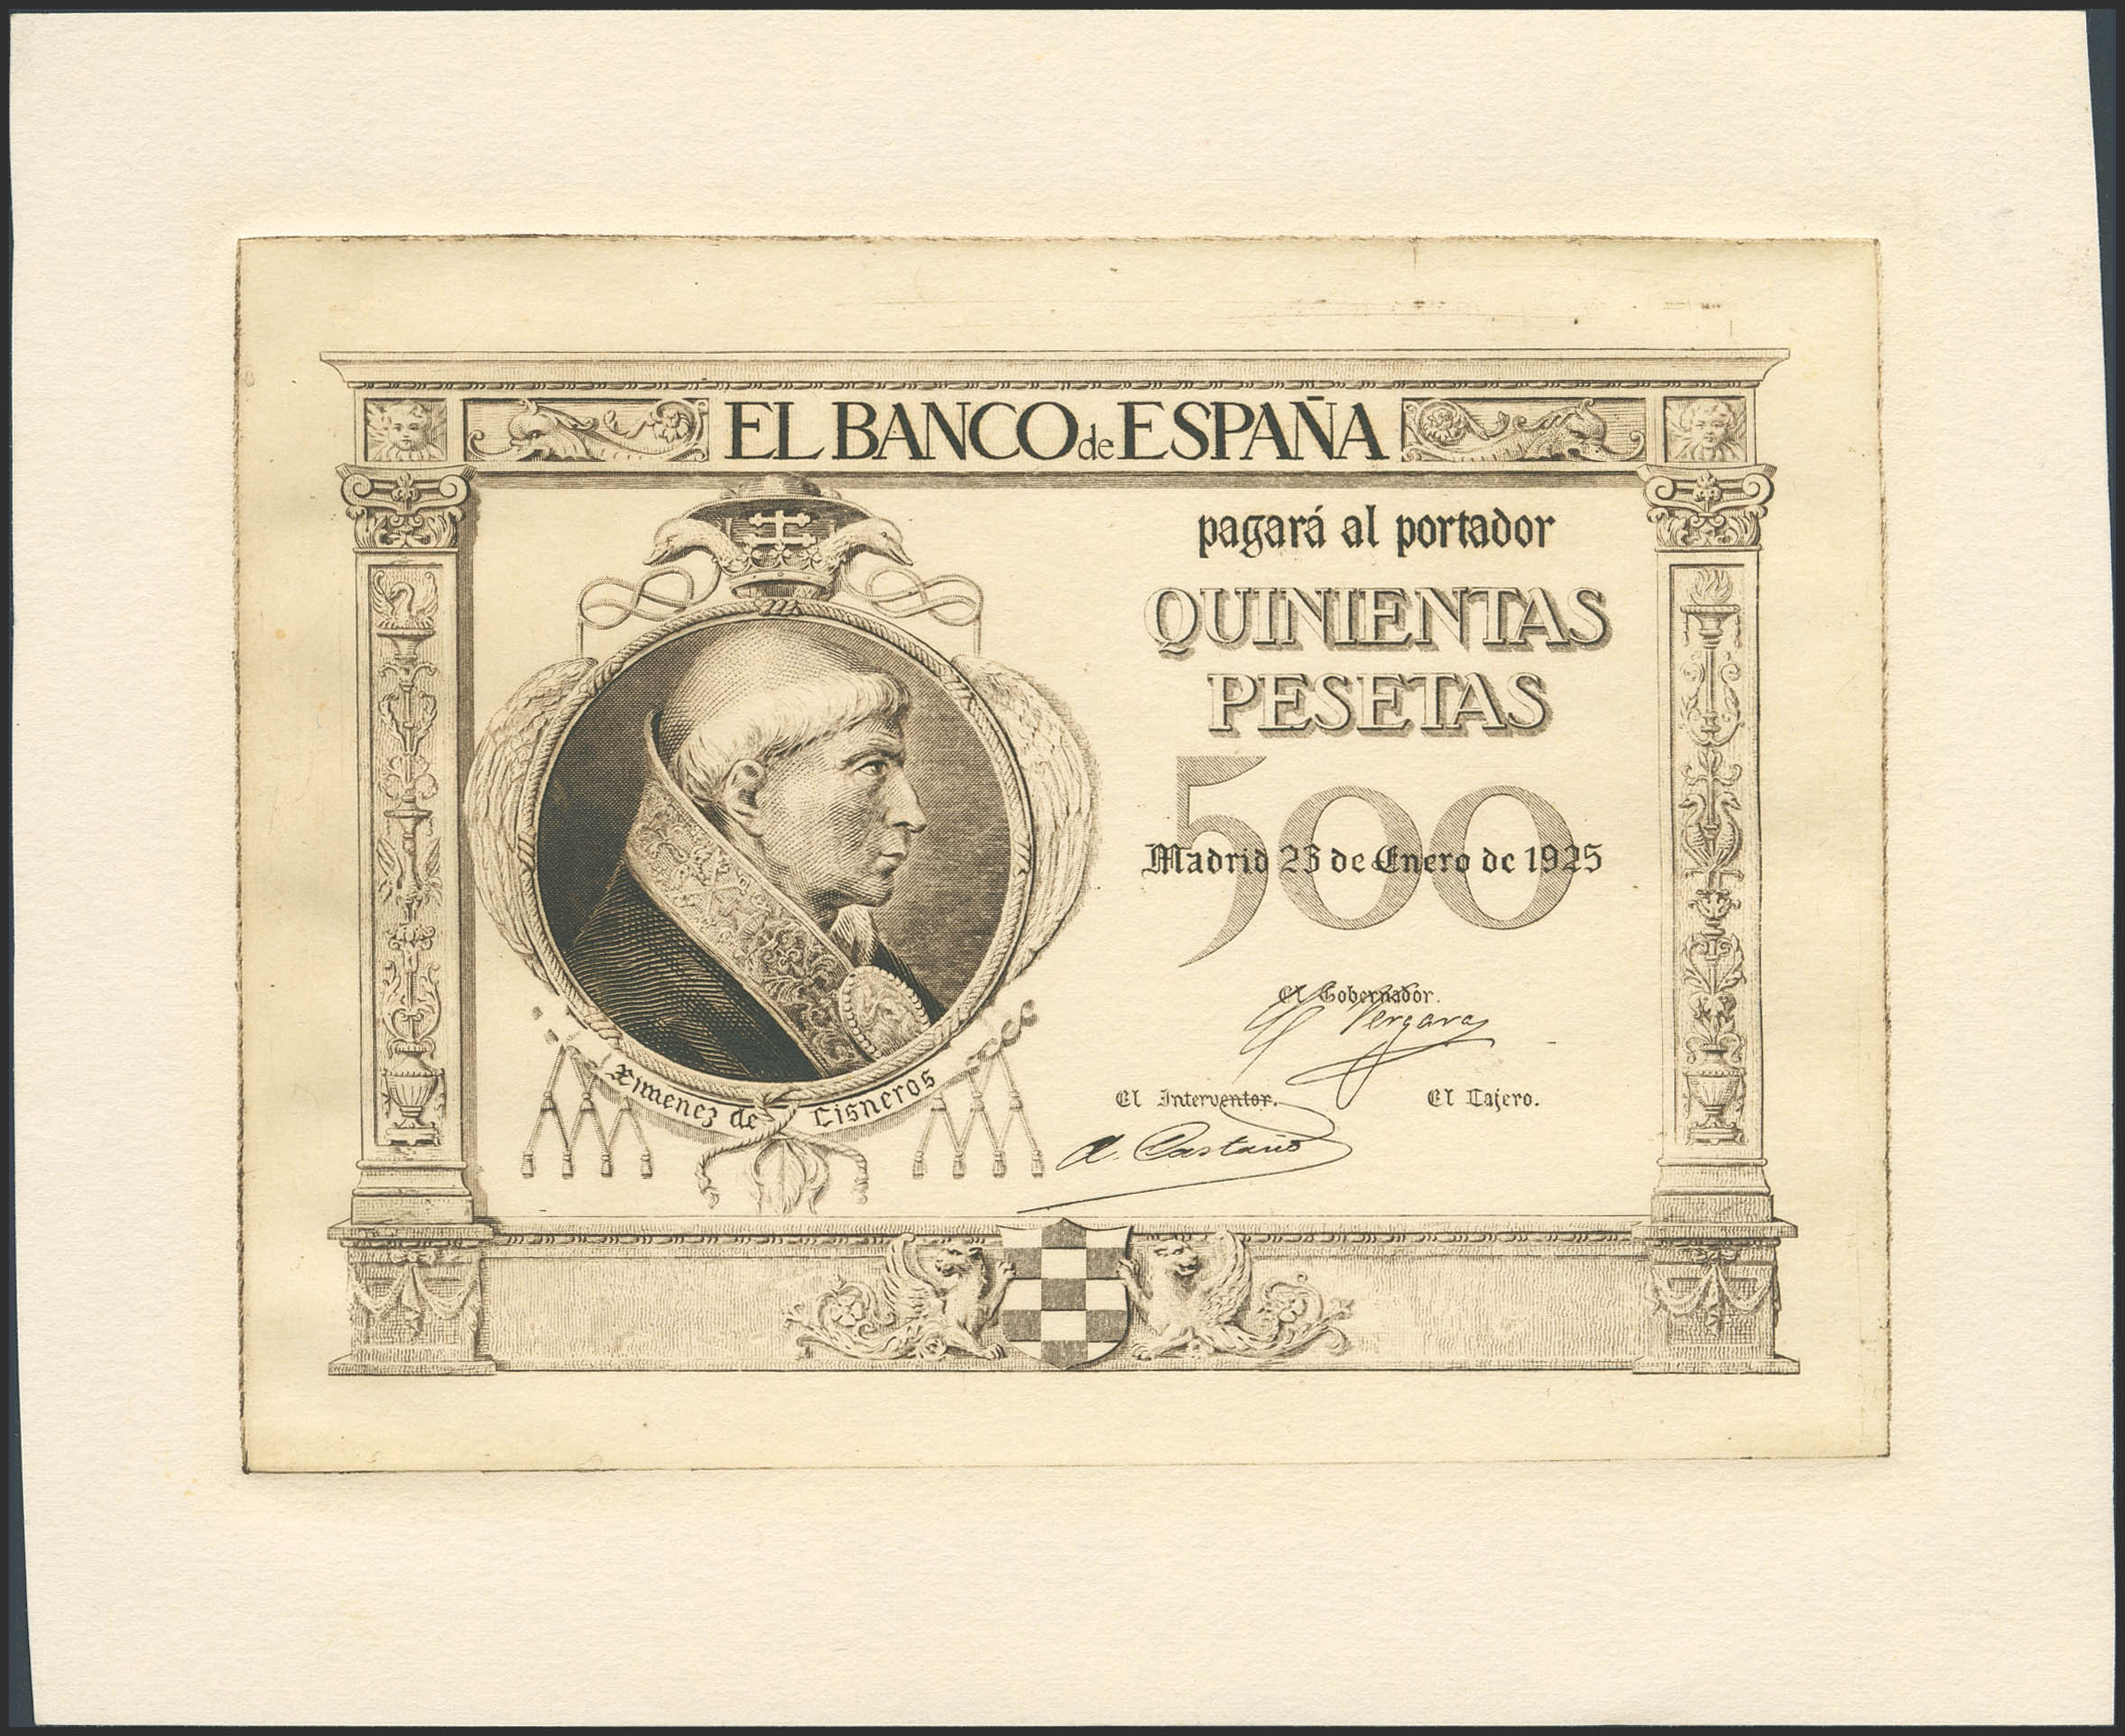 EL BANCO de ESPAÑA
pagará al portador
QUINIENTAS
PESETAS
500
Madrid 23 de Enero de 1925
El Gobernador.
Vergara
El Interventor.
El Cajero.
A. Castaño
Ximenez de Cisneros